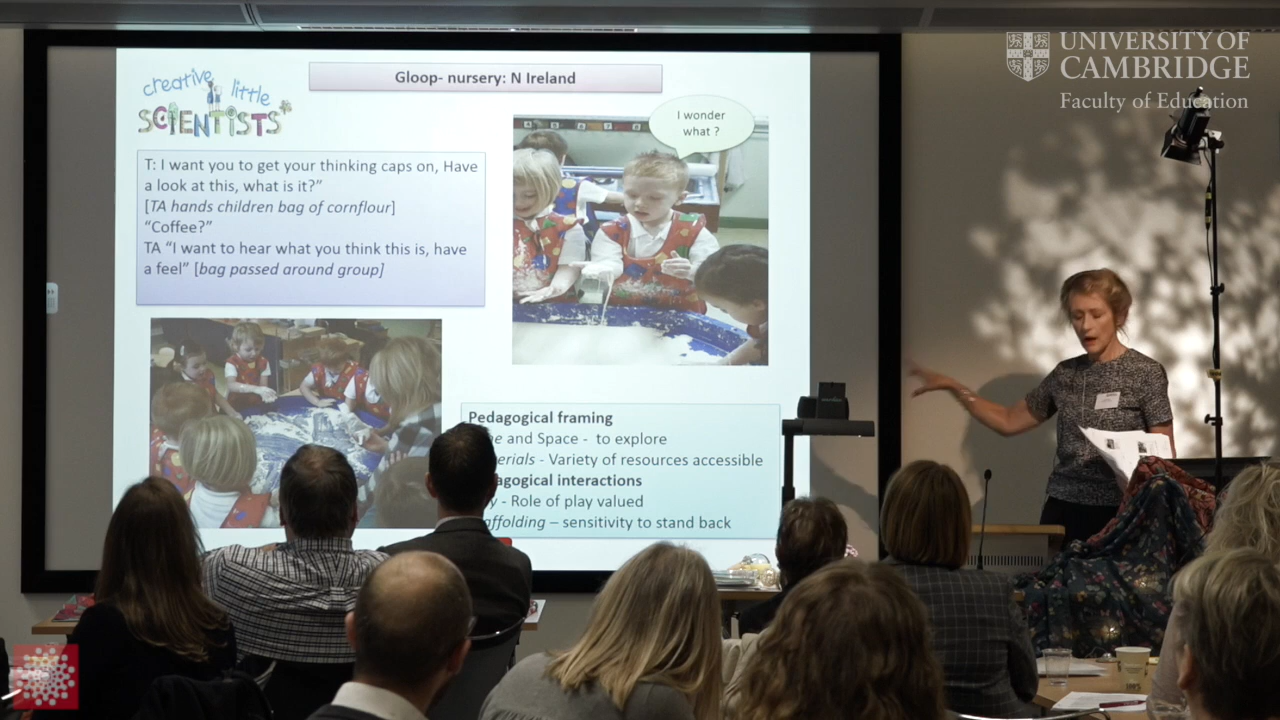 UNIVERSITY OF
CAMBRIDGE
Faculty of Education
creative little
SCIENTISTS
Gloop- nursery: N Ireland
I wonder
what ?
T: I want you to get your thinking caps on, Have
a look at this, what is it?”
[TA hands children bag of cornflour]
“Coffee?”
TA “I want to hear what you think this is, have
a feel” [bag passed around group]
Pedagogical framing
and Space - to explore
- Variety of resources accessible
interactions
- Role of play valued
– sensitivity to stand back